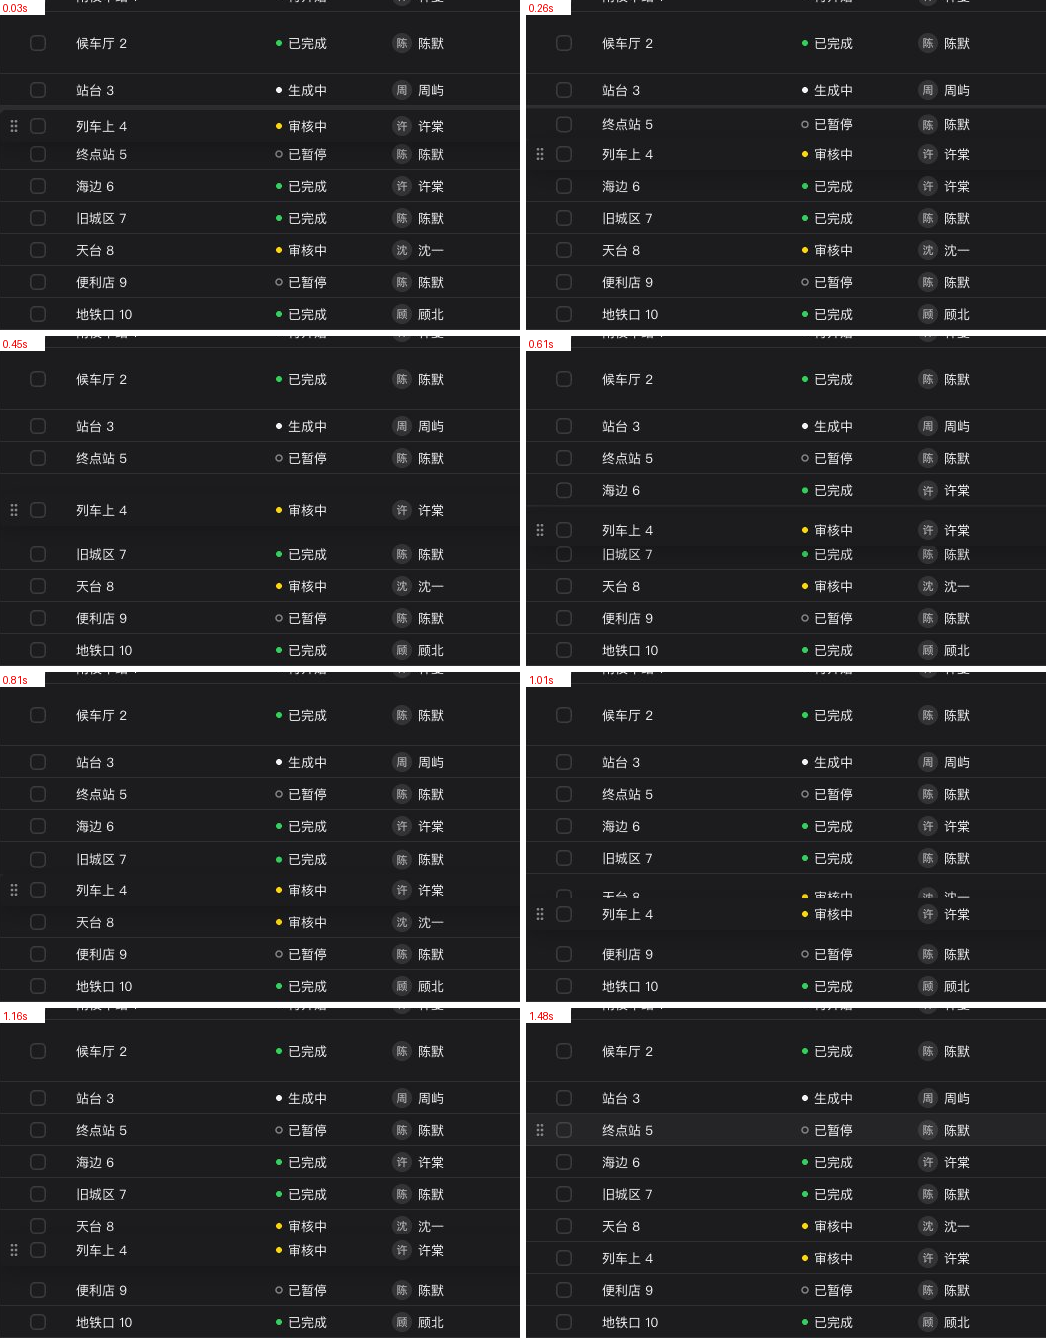 0.03s
候车厅 2 已完成 陈 陈默
站台 3 生成中 周 周屿
列车上 4 审核中 许 许棠
终点站 5 已暂停 陈 陈默
海边 6 已完成 许 许棠
旧城区 7 已完成 陈 陈默
天台 8 审核中 沈 沈一
便利店 9 已暂停 陈 陈默
地铁口 10 已完成 顾 顾北
0.26s
候车厅 2 已完成 陈 陈默
站台 3 生成中 周 周屿
终点站 5 已暂停 陈 陈默
列车上 4 审核中 许 许棠
海边 6 已完成 许 许棠
旧城区 7 已完成 陈 陈默
天台 8 审核中 沈 沈一
便利店 9 已暂停 陈 陈默
地铁口 10 已完成 顾 顾北
0.45s
候车厅 2 已完成 陈 陈默
站台 3 生成中 周 周屿
终点站 5 已暂停 陈 陈默
列车上 4 审核中 许 许棠
旧城区 7 已完成 陈 陈默
天台 8 审核中 沈 沈一
便利店 9 已暂停 陈 陈默
地铁口 10 已完成 顾 顾北
0.61s
候车厅 2 已完成 陈 陈默
站台 3 生成中 周 周屿
终点站 5 已暂停 陈 陈默
海边 6 已完成 许 许棠
列车上 4 审核中 许 许棠
旧城区 7 已完成 陈 陈默
天台 8 审核中 沈 沈一
便利店 9 已暂停 陈 陈默
地铁口 10 已完成 顾 顾北
0.81s
候车厅 2 已完成 陈 陈默
站台 3 生成中 周 周屿
终点站 5 已暂停 陈 陈默
海边 6 已完成 许 许棠
旧城区 7 已完成 陈 陈默
列车上 4 审核中 许 许棠
天台 8 审核中 沈 沈一
便利店 9 已暂停 陈 陈默
地铁口 10 已完成 顾 顾北
1.01s
候车厅 2 已完成 陈 陈默
站台 3 生成中 周 周屿
终点站 5 已暂停 陈 陈默
海边 6 已完成 许 许棠
旧城区 7 已完成 陈 陈默
天台 8 审核中 沈 沈一
列车上 4 审核中 许 许棠
便利店 9 已暂停 陈 陈默
地铁口 10 已完成 顾 顾北
1.16s
候车厅 2 已完成 陈 陈默
站台 3 生成中 周 周屿
终点站 5 已暂停 陈 陈默
海边 6 已完成 许 许棠
旧城区 7 已完成 陈 陈默
天台 8 审核中 沈 沈一
列车上 4 审核中 许 许棠
便利店 9 已暂停 陈 陈默
地铁口 10 已完成 顾 顾北
1.48s
候车厅 2 已完成 陈 陈默
站台 3 生成中 周 周屿
终点站 5 已暂停 陈 陈默
海边 6 已完成 许 许棠
旧城区 7 已完成 陈 陈默
天台 8 审核中 沈 沈一
列车上 4 审核中 许 许棠
便利店 9 已暂停 陈 陈默
地铁口 10 已完成 顾 顾北